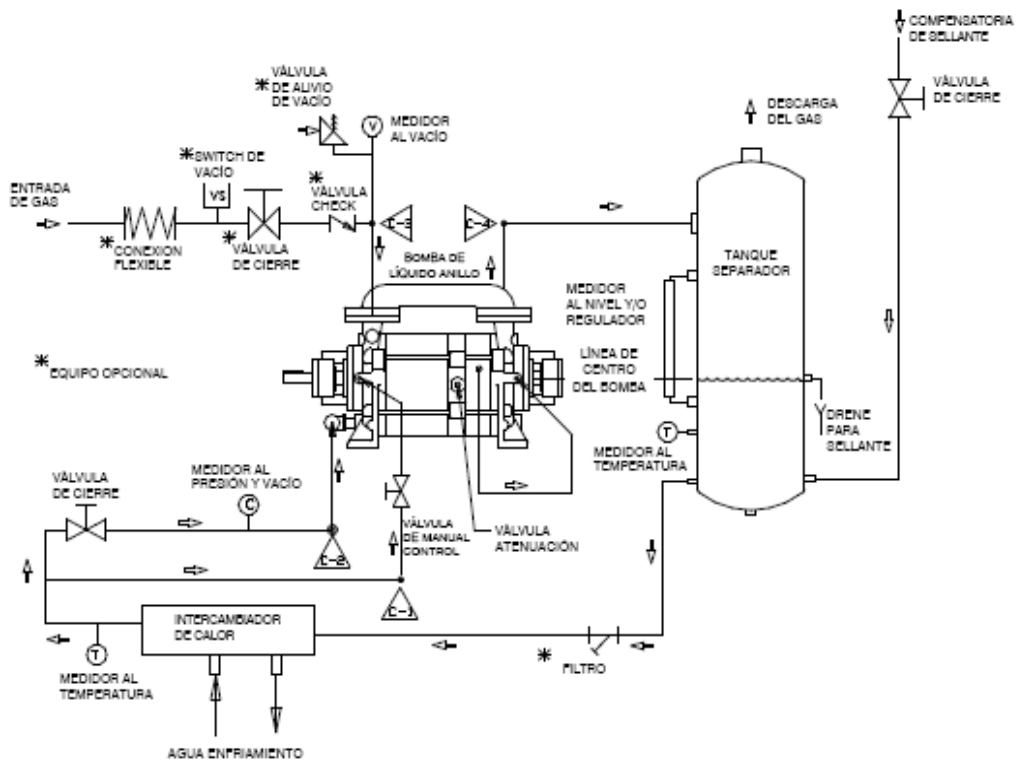 COMPENSATORIA
DE SELLANTE
VÁLVULA
DE CIERRE
DESCARGA
DEL GAS
VÁLVULA
DE ALIVIO
DE VACÍO
MEDIDOR
AL VACÍO
V
SWITCH DE
VACÍO
VS
ENTRADA
DE GAS
VÁLVULA
CHECK
CONEXION
FLEXIBLE
VÁLVULA
DE CIERRE
C-3
C-4
BOMBA DE
LÍQUIDO ANILLO
TANQUE
SEPARADOR
MEDIDOR
AL NIVEL Y/O
REGULADOR
LÍNEA DE
CENTRO
DEL BOMBA
EQUIPO OPCIONAL
DRENE
PARA
SELLANTE
T
MEDIDOR AL
TEMPERATURA
MEDIDOR AL
PRESIÓN Y VACÍO
C
VÁLVULA
DE CIERRE
VÁLVULA
DE MANUAL
CONTROL
VÁLVULA
ATENUACIÓN
C-2
C-1
INTERCAMBIADOR
DE CALOR
T
MEDIDOR AL
TEMPERATURA
FILTRO
AGUA ENFRIAMIENTO